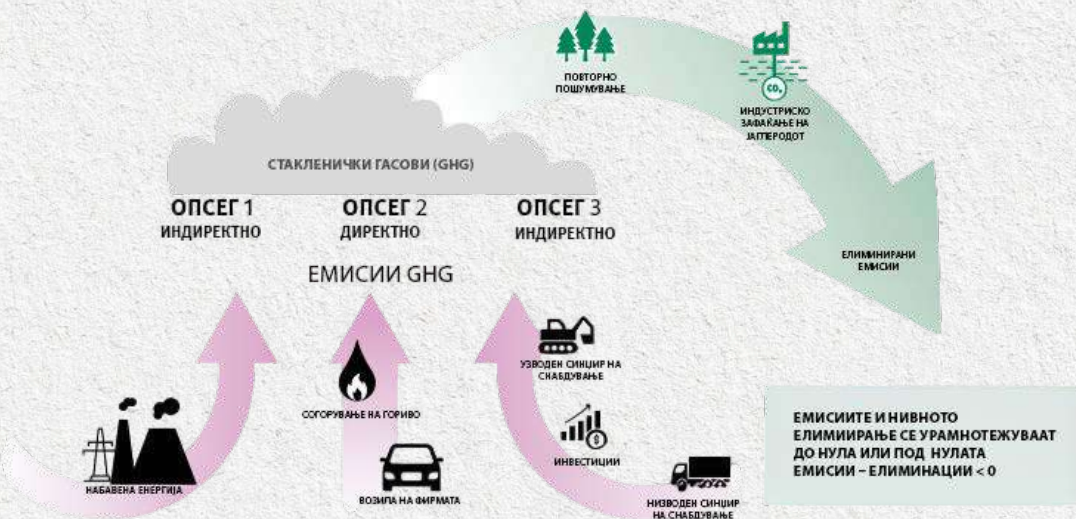 ПОВТОРНО
ПОШУМУВАЊЕ
CO₂
ИНДУСТРИСКО
ЗАФАЌАЊЕ НА
ЈАГЛЕРОДОТ
СТАКЛЕНИЧКИ ГАСОВИ (GHG)
ОПСЕГ 1
ИНДИРЕКТНО
ОПСЕГ 2
ДИРЕКТНО
ОПСЕГ 3
ИНДИРЕКТНО
ЕМИСИИ GHG
ЕЛИМИНИРАНИ
ЕМИСИИ
НАБАВЕНА ЕНЕРГИЈА
СОГОРУВАЊЕ НА ГОРИВО
ВОЗИЛА НА ФИРМАТА
УЗВОДЕН СИНЏИР НА
СНАБДУВАЊЕ
$
ИНВЕСТИЦИИ
НИЗВОДЕН СИНЏИР
НА СНАБДУВАЊЕ
ЕМИСИИТЕ И НИВНОТО
ЕЛИМИИРАЊЕ СЕ УРАМНОТЕЖУВААТ
ДО НУЛА ИЛИ ПОД НУЛАТА
ЕМИСИИ – ЕЛИМИНАЦИИ < 0